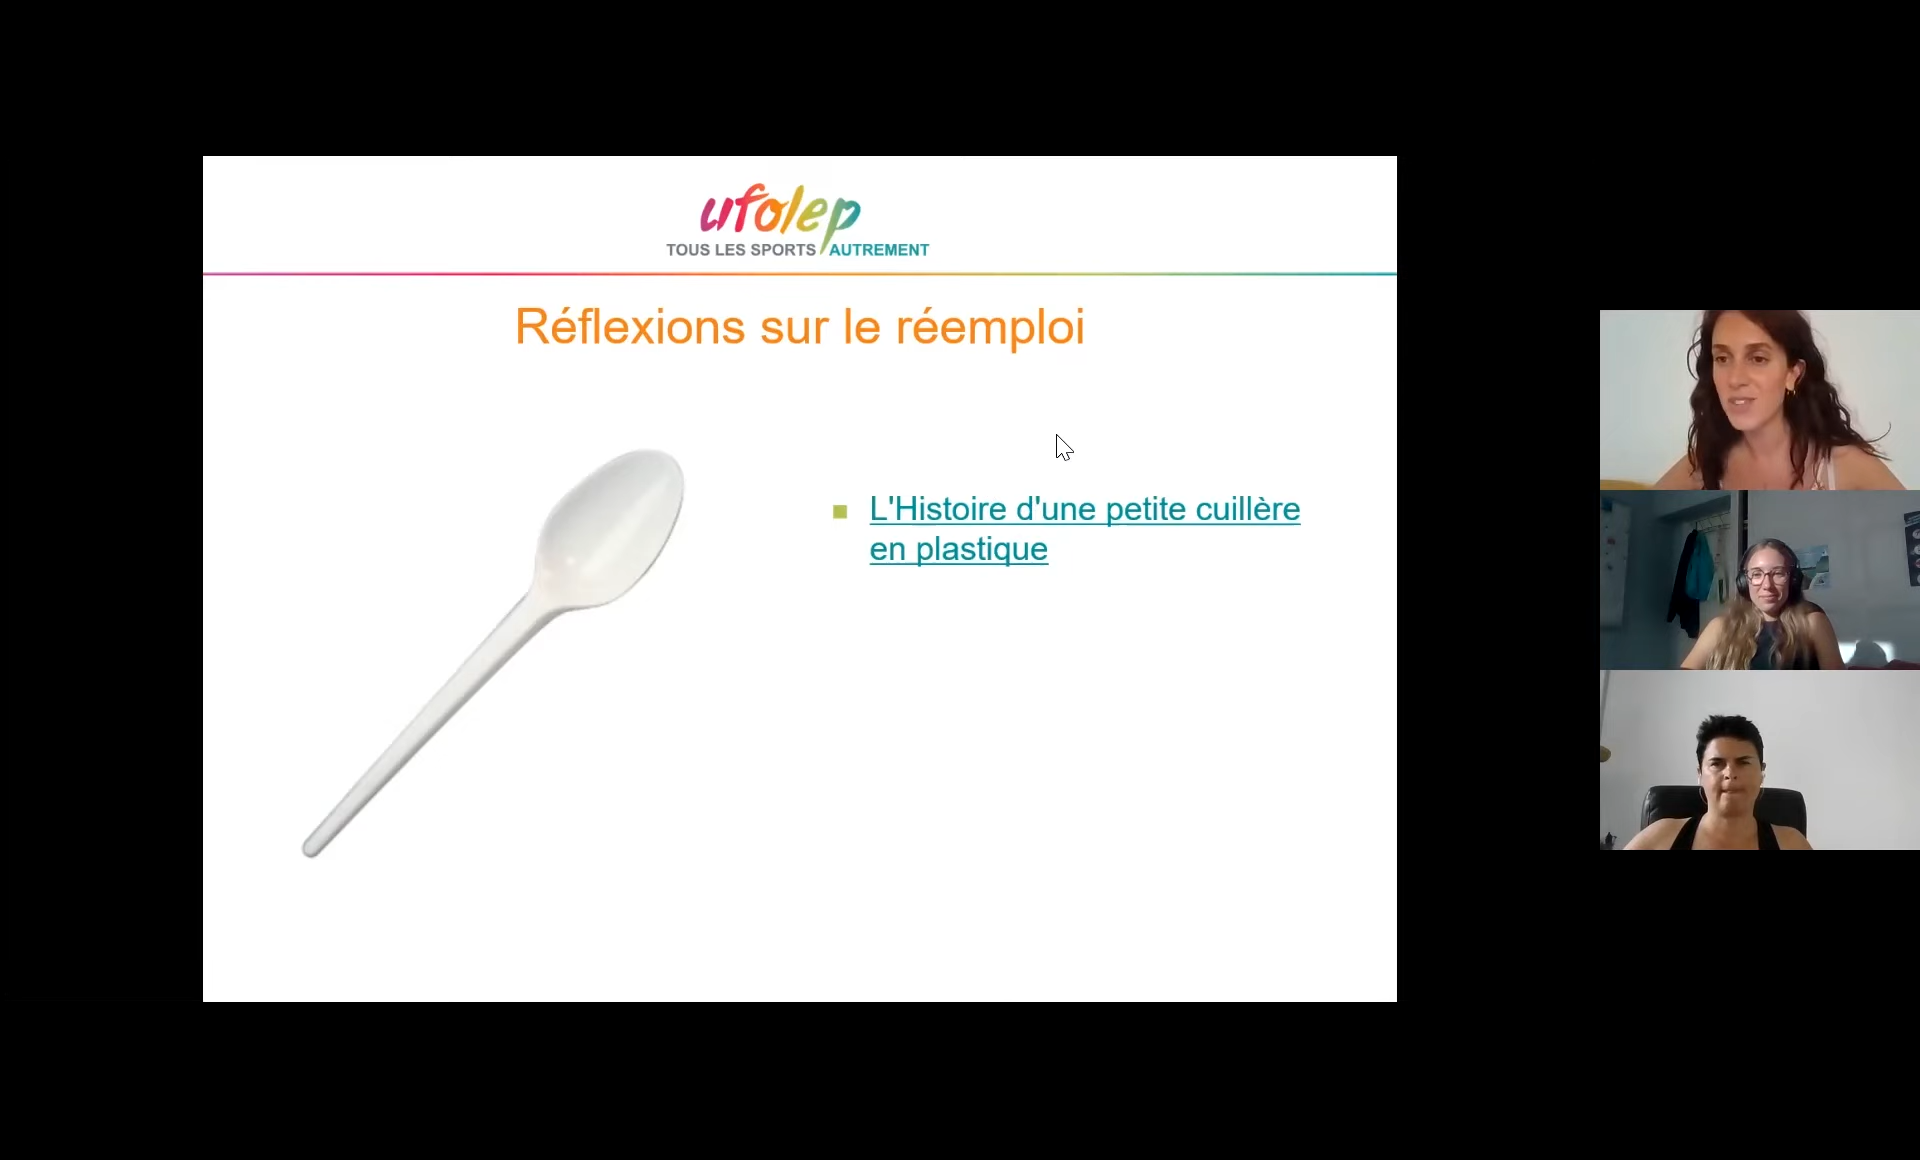 ufolep
TOUS LES SPORTS AUTREMENT
Réflexions sur le réemploi
L'Histoire d'une petite cuillère
en plastique